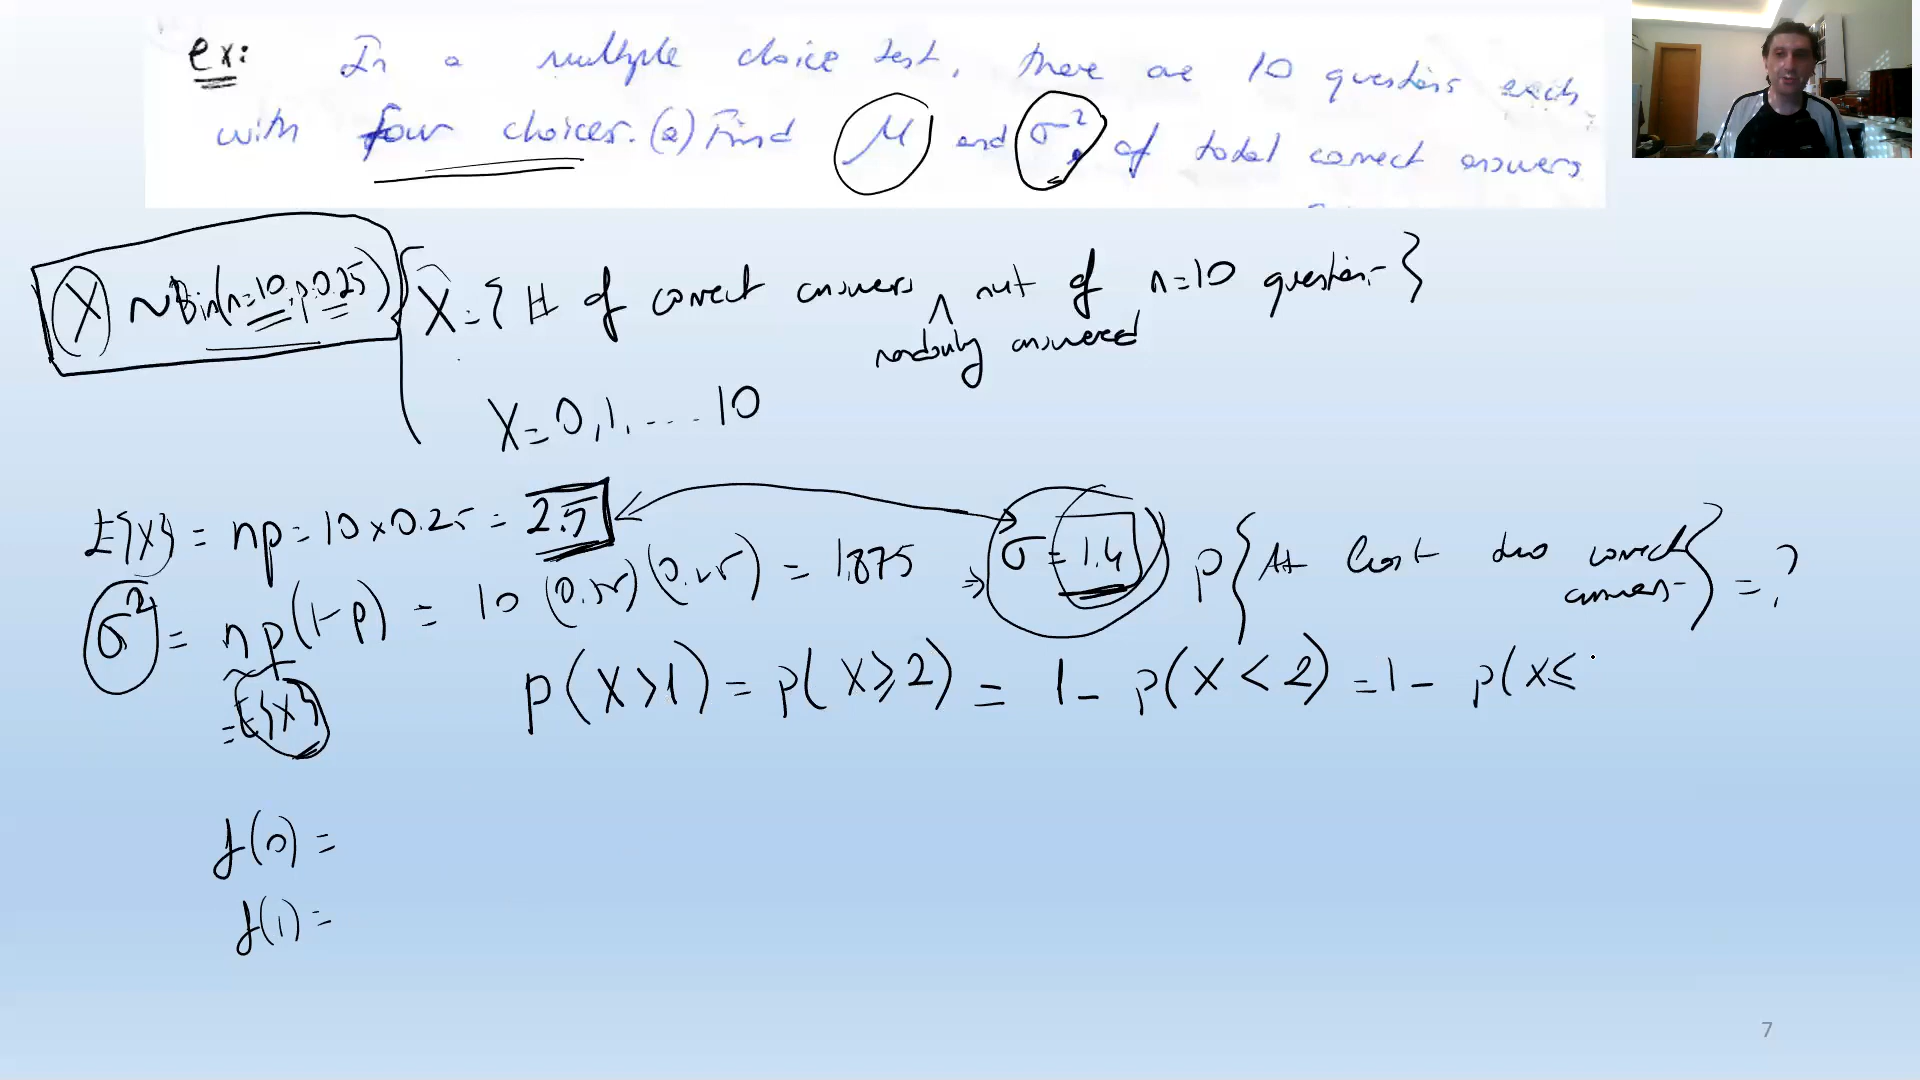 ex: In a multiple choice test, there are 10 questions each
with four choices. (a) Find μ and σ² of total correct answers
X ~ Bin(n=10, p=0.25)
X = { # of correct answers ∧ out of n=10 question- }
randomly answered
X = 0, 1, .... 10
E{X} = np = 10 x 0.25 = 2.5
σ² = np(1-p) = 10 (0.25) (0.75) = 1.875
= E{X}
σ = 1.4
p{ At least two correct answers- } = ?
p(X>1) = p(X≥2) = 1 - p(X<2) = 1 - p(X≤
f(0) =
f(1) =
7